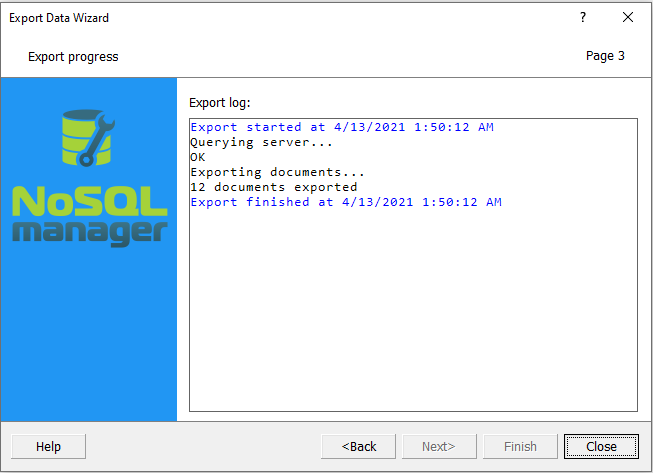 Export Data Wizard
?
Export progress
Page 3
Export log:
Export started at 4/13/2021 1:50:12 AM
Querying server...
OK
Exporting documents...
12 documents exported
Export finished at 4/13/2021 1:50:12 AM
NoSQL
manager
Help
<Back
Next>
Finish
Close